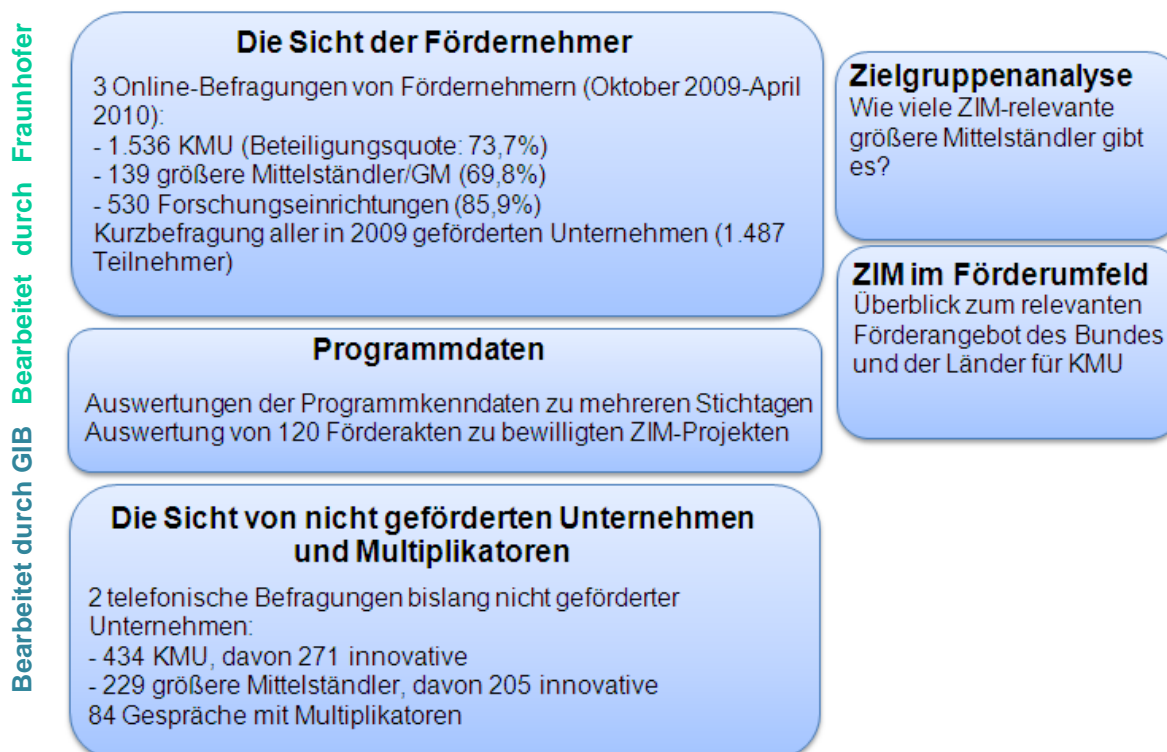 Bearbeitet durch Fraunhofer
Bearbeitet durch GIB
Die Sicht der Fördernehmer
3 Online-Befragungen von Fördernehmern (Oktober 2009-April
2010):
- 1.536 KMU (Beteiligungsquote: 73,7%)
- 139 größere Mittelständler/GM (69,8%)
- 530 Forschungseinrichtungen (85,9%)
Kurzbefragung aller in 2009 geförderten Unternehmen (1.487
Teilnehmer)
Programmdaten
Auswertungen der Programmkenndaten zu mehreren Stichtagen
Auswertung von 120 Förderakten zu bewilligten ZIM-Projekten
Die Sicht von nicht geförderten Unternehmen
und Multiplikatoren
2 telefonische Befragungen bislang nicht geförderter
Unternehmen:
- 434 KMU, davon 271 innovative
- 229 größere Mittelständler, davon 205 innovative
84 Gespräche mit Multiplikatoren
Zielgruppenanalyse
Wie viele ZIM-relevante
größere Mittelständler gibt
es?
ZIM im Förderumfeld
Überblick zum relevanten
Förderangebot des Bundes
und der Länder für KMU